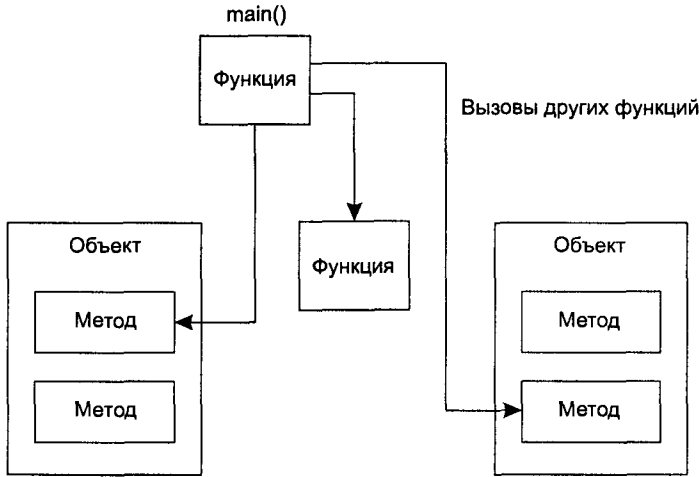 main()
Функция
Вызовы других функций
Объект
Метод
Метод
Функция
Объект
Метод
Метод